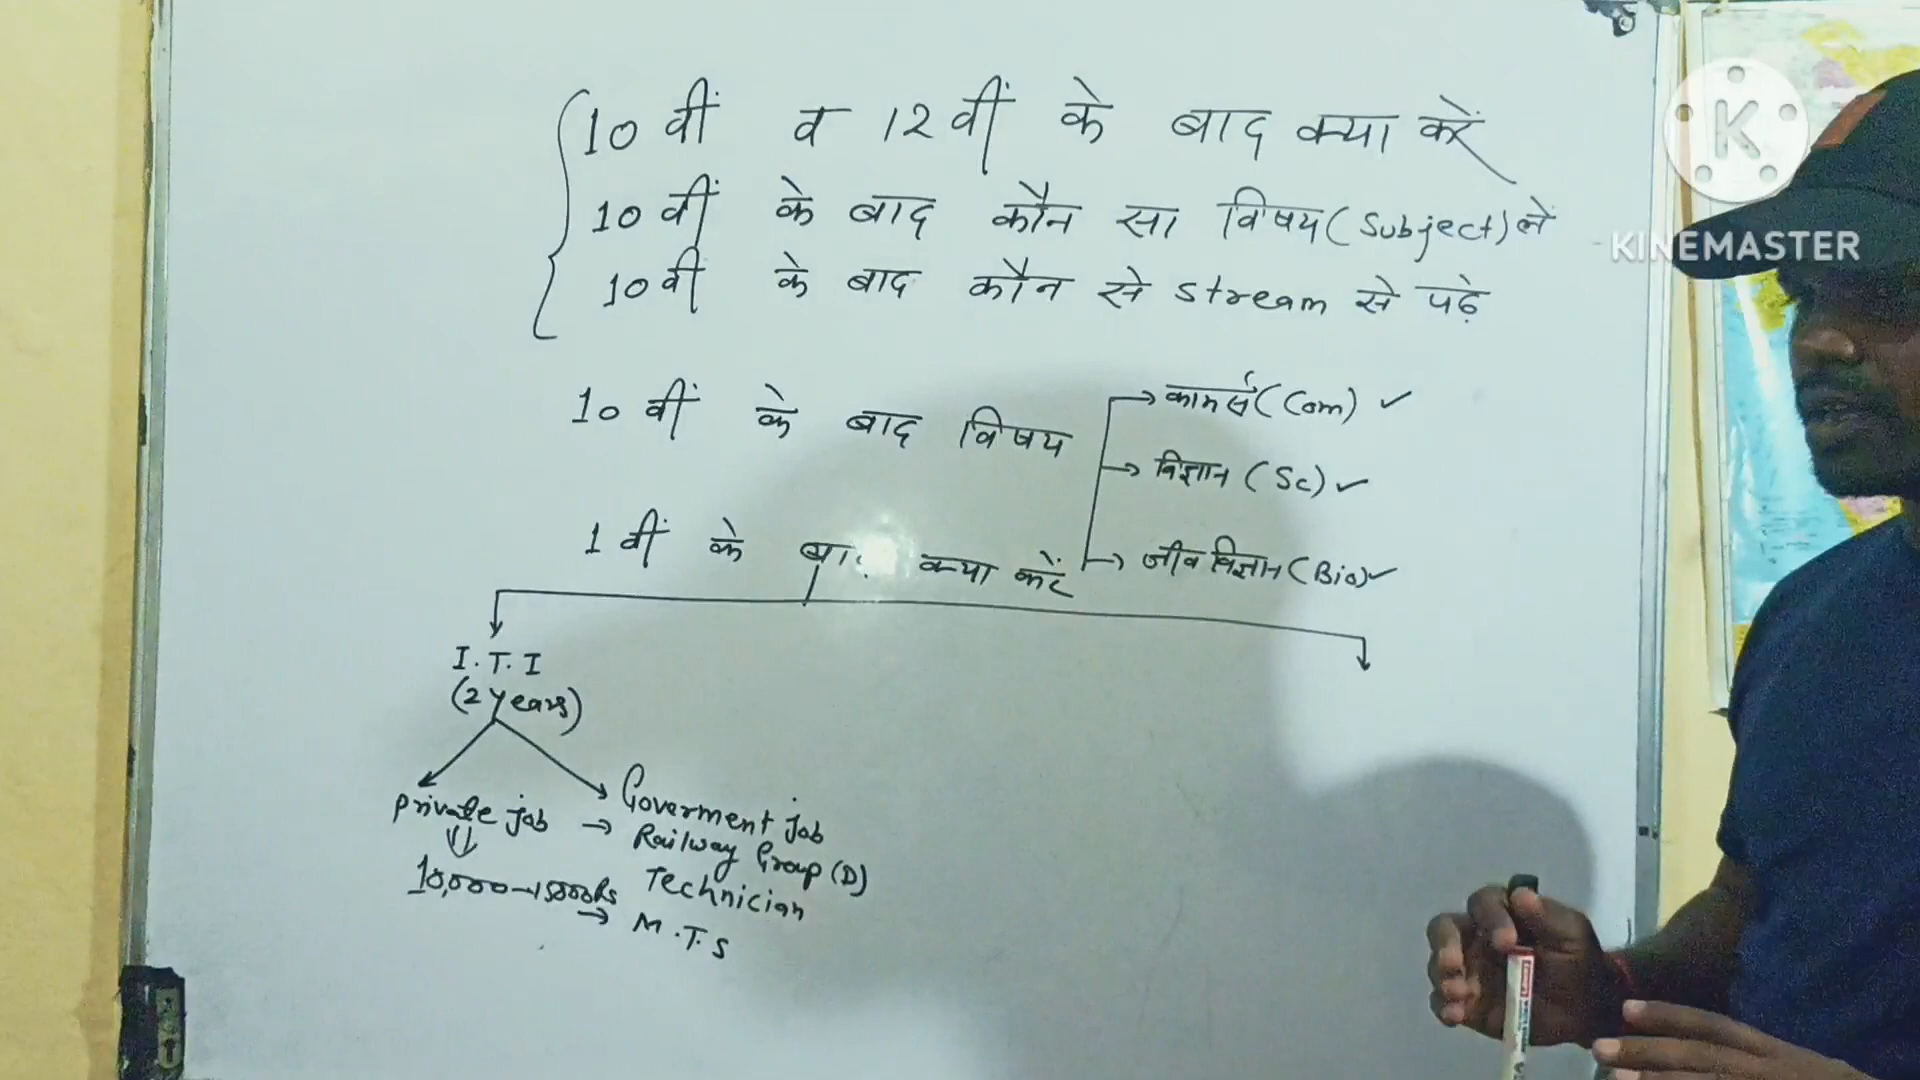 10 वीं व 12 वीं के बाद क्या करें
10 वीं के बाद कौन सा विषय (Subject) ले
10 वी के बाद कौन से stream से पढ़े
10 वीं के बाद विषय
→ कामर्स (Com) ✓
→ विज्ञान (Sc) ✓
→ जीव विज्ञान (Bio) ✓
1 वीं के बा क्या करें
I.T.I
(2 years)
private job
10,000-15000Rs
Goverment job
→ Railway Group (D)
Technician
→ M.T.S
K
KINEMASTER